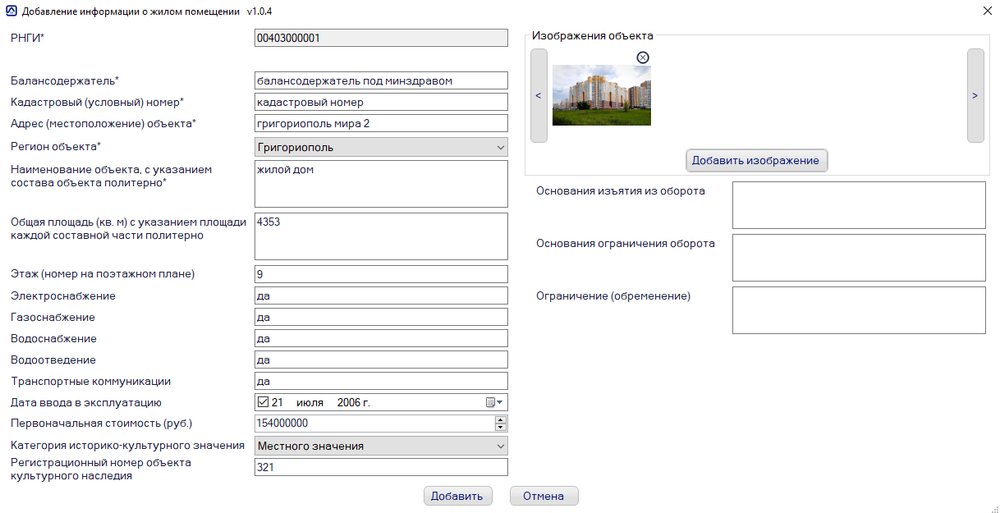 Добавление информации о жилом помещении v1.0.4
РНГИ*
00403000001
Балансодержатель*
балансодержатель под минздравом
Кадастровый (условный) номер*
кадастровый номер
Адрес (местоположение) объекта*
григориополь мира 2
Регион объекта*
Григориополь
Наименование объекта, с указанием
состава объекта политерно*
жилой дом
Общая площадь (кв. м) с указанием площади
каждой составной части политерно
4353
Этаж (номер на поэтажном плане)
9
Электроснабжение
да
Газоснабжение
да
Водоснабжение
да
Водоотведение
да
Транспортные коммуникации
да
Дата ввода в эксплуатацию
21 июля 2006 г.
Первоначальная стоимость (руб.)
154000000
Категория историко-культурного значения
Местного значения
Регистрационный номер объекта
культурного наследия
321
Изображения объекта
<
>
Добавить изображение
Основания изъятия из оборота
Основания ограничения оборота
Ограничение (обременение)
Добавить
Отмена